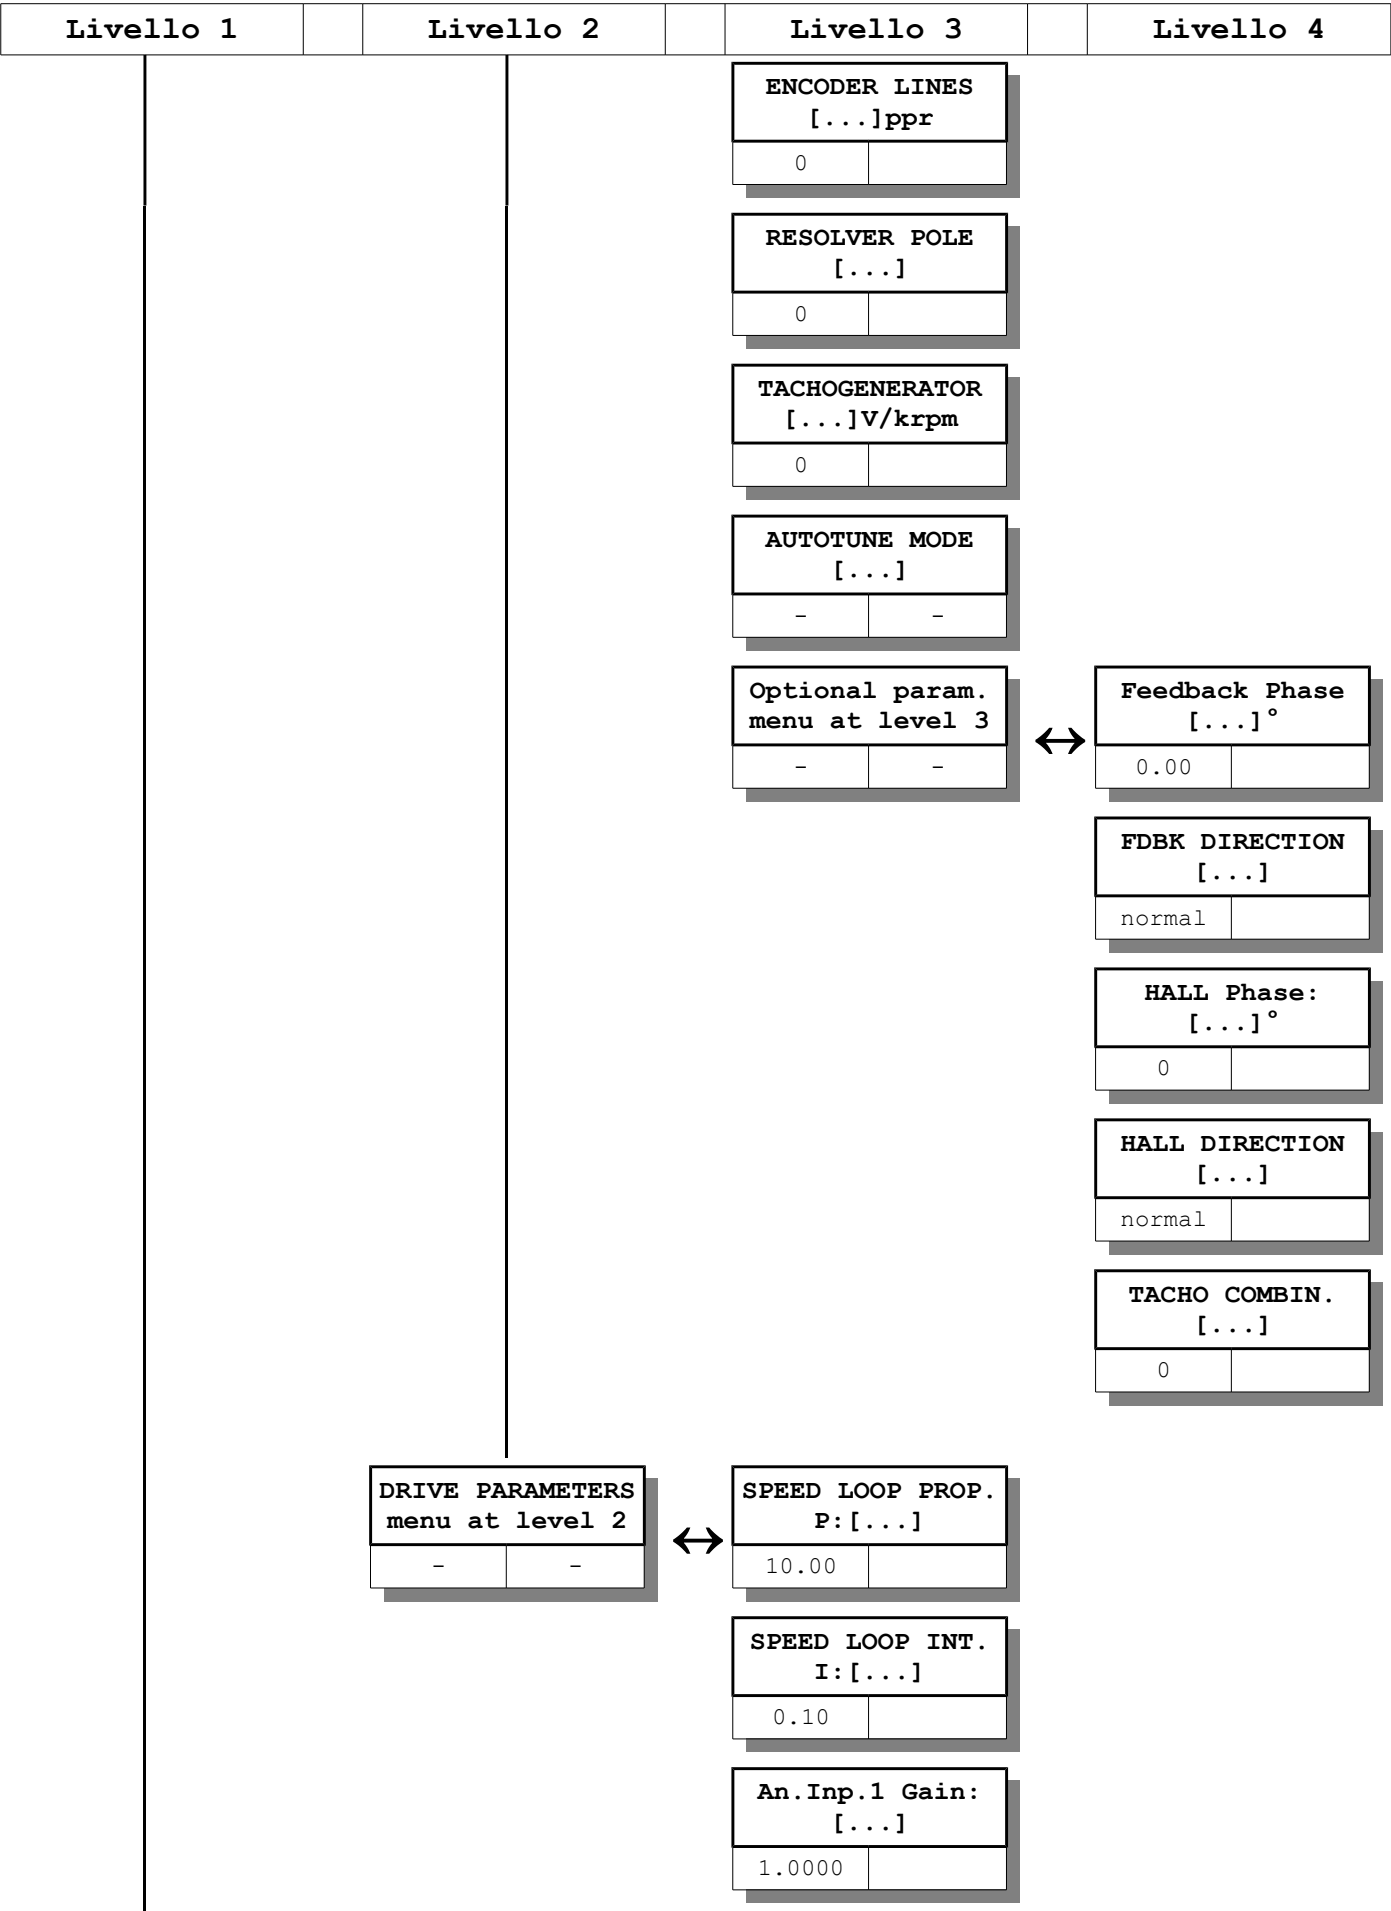 Livello 1 Livello 2 Livello 3 Livello 4
ENCODER LINES
[...]ppr
0
RESOLVER POLE
[...]
0
TACHOGENERATOR
[...]V/krpm
0
AUTOTUNE MODE
[...]
- -
Optional param.
menu at level 3
- -
Feedback Phase
[...]°
0.00
FDBK DIRECTION
[...]
normal
HALL Phase:
[...]°
0
HALL DIRECTION
[...]
normal
TACHO COMBIN.
[...]
0
DRIVE PARAMETERS
menu at level 2
- -
SPEED LOOP PROP.
P:[...]
10.00
SPEED LOOP INT.
I:[...]
0.10
An.Inp.1 Gain:
[...]
1.0000